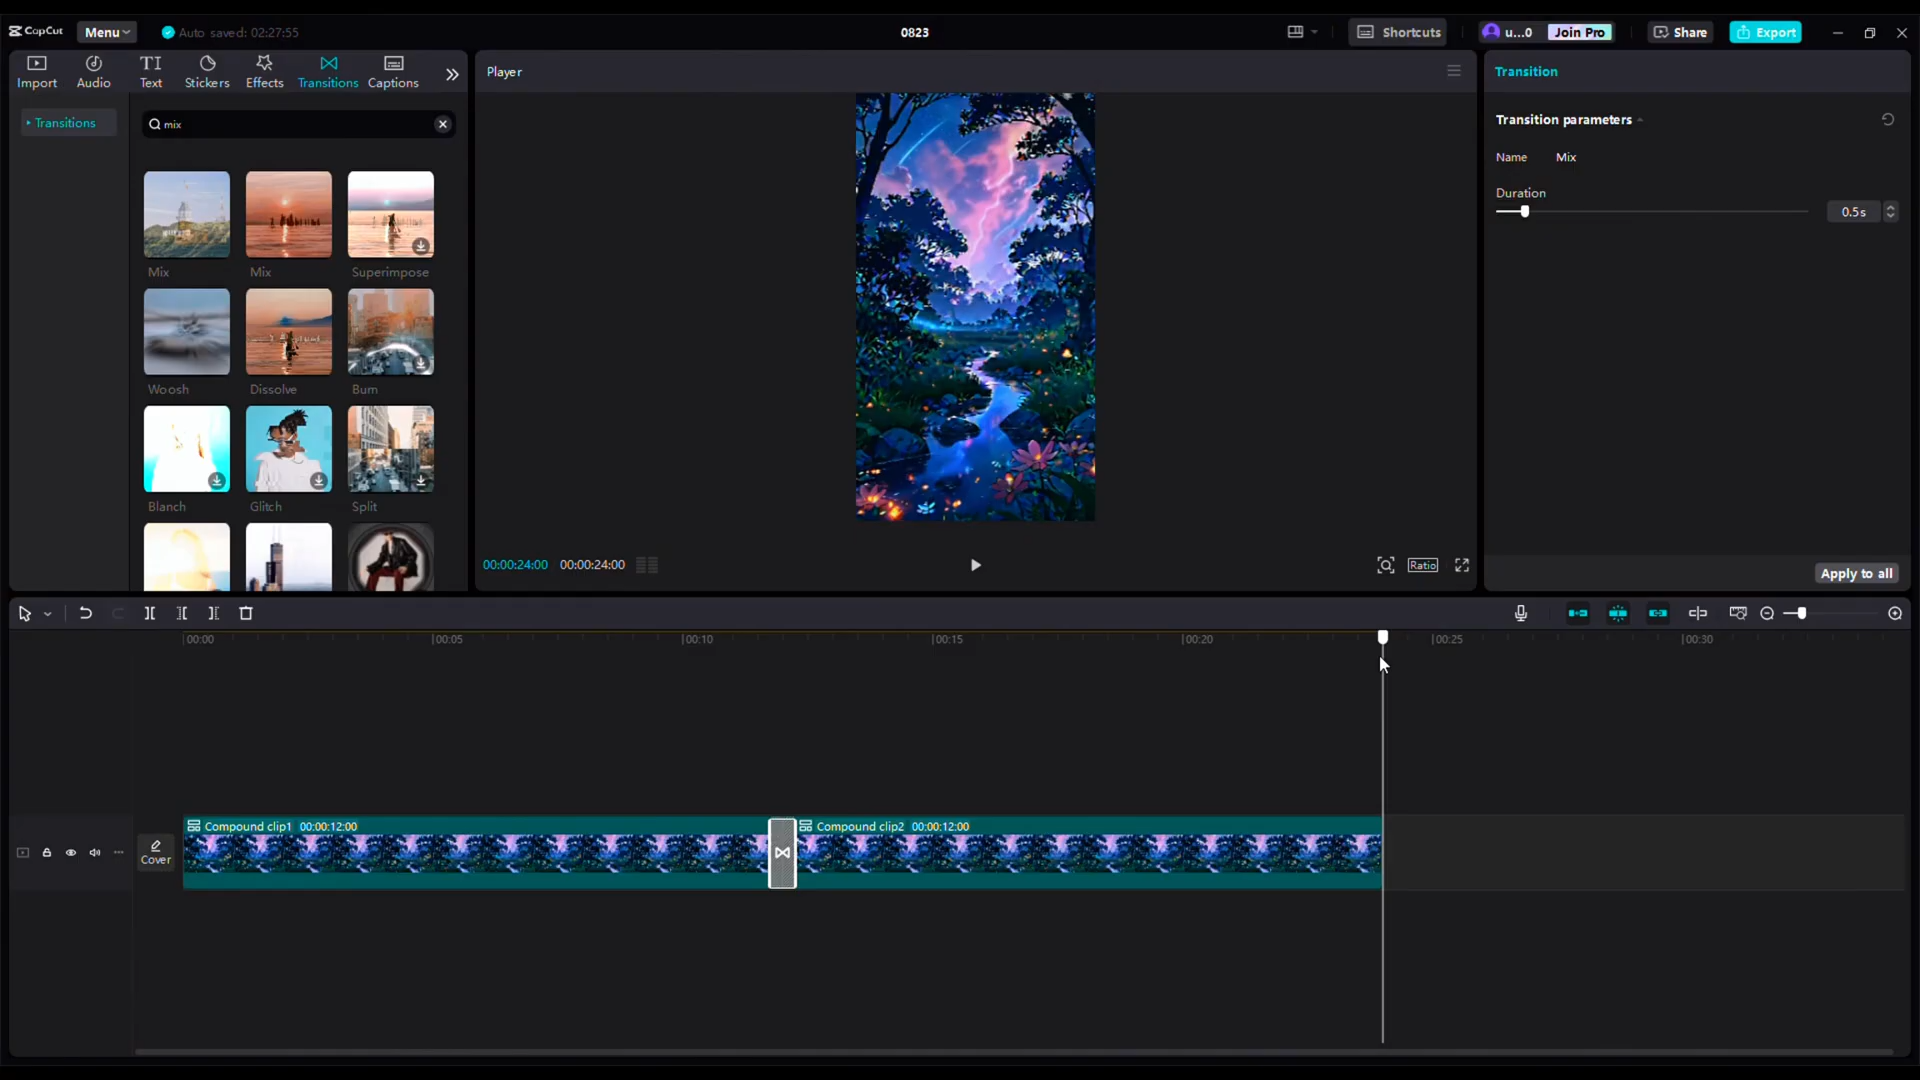 CapCut
Menu
Auto saved: 02:27:55
0823
Shortcuts
u...0
Join Pro
Share
Export
Import
Audio
Text
Stickers
Effects
Transitions
Captions
Transitions
mix
Mix
Mix
Superimpose
Woosh
Dissolve
Burn
Blanch
Glitch
Split
Player
00:00:24:00
00:00:24:00
Ratio
Transition
Transition parameters
Name
Mix
Duration
0.5s
Apply to all
00:00
00:05
00:10
00:15
00:20
00:25
00:30
Cover
Compound clip1 00:00:12:00
Compound clip2 00:00:12:00